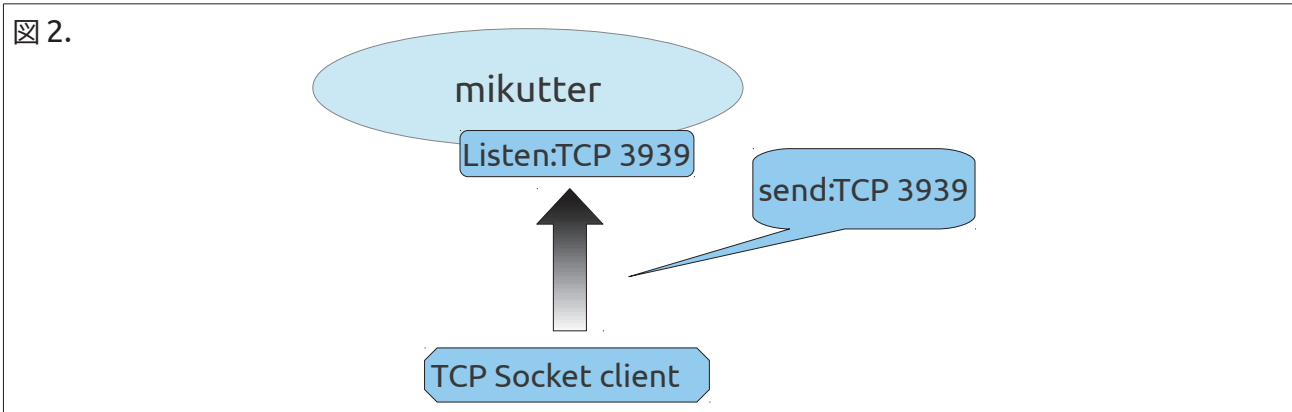 図 2.
mikutter
Listen:TCP 3939
send:TCP 3939
TCP Socket client